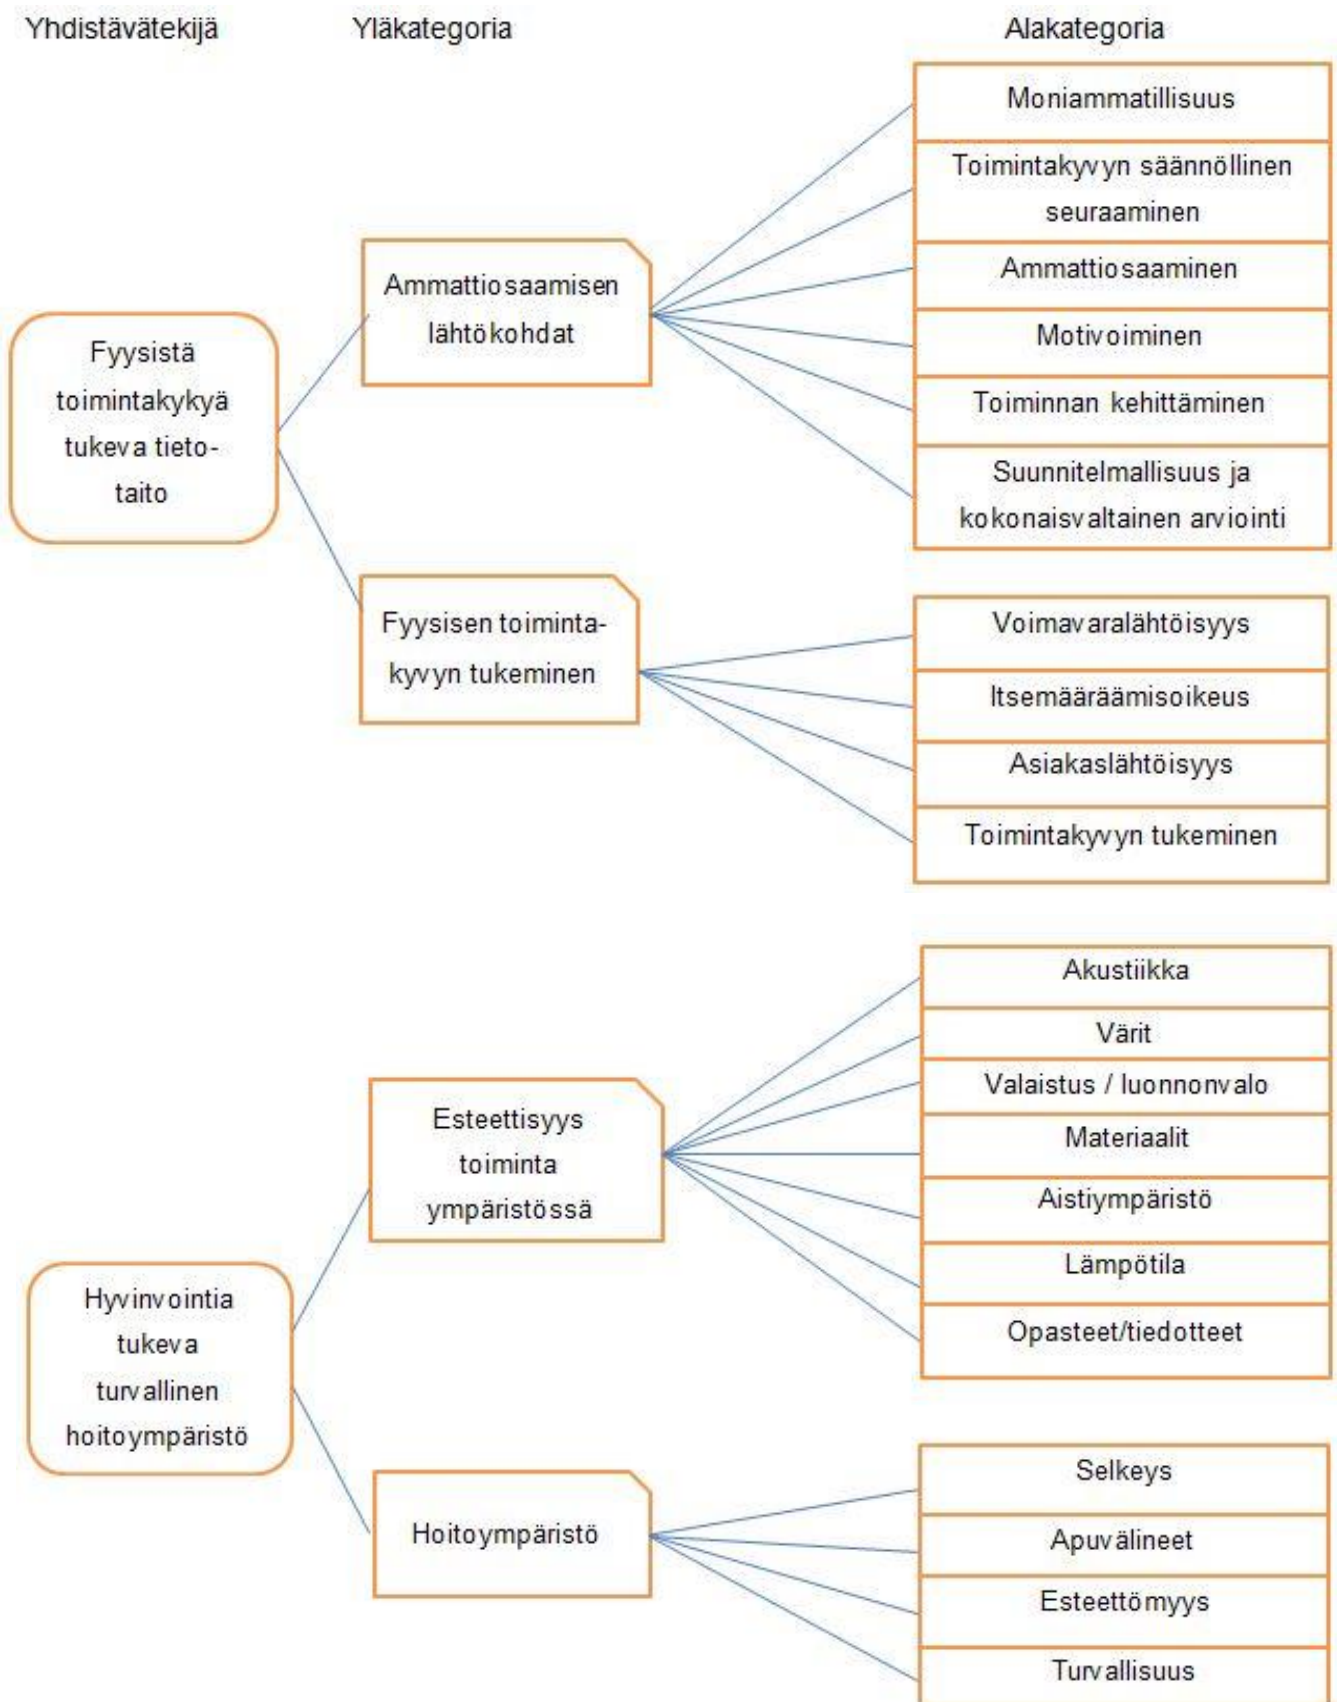 Yhdistävätekijä Yläkategoria Alakategoria
Fyysistä
toimintakykyä
tukeva tieto-
taito
Ammattiosaamisen
lähtökohdat
Moniammatillisuus
Toimintakyvyn säännöllinen
seuraaminen
Ammattiosaaminen
Motivoiminen
Toiminnan kehittäminen
Suunnitelmallisuus ja
kokonaisvaltainen arviointi
Fyysisen toiminta-
kyvyn tukeminen
Voimavaralähtöisyys
Itsemääräämisoikeus
Asiakaslähtöisyys
Toimintakyvyn tukeminen
Hyvinvointia
tukeva
turvallinen
hoitoympäristö
Esteettisyys
toiminta
ympäristössä
Akustiikka
Värit
Valaistus / luonnonvalo
Materiaalit
Aistiympäristö
Lämpötila
Opasteet/tiedotteet
Hoitoympäristö
Selkeys
Apuvälineet
Esteettömyys
Turvallisuus